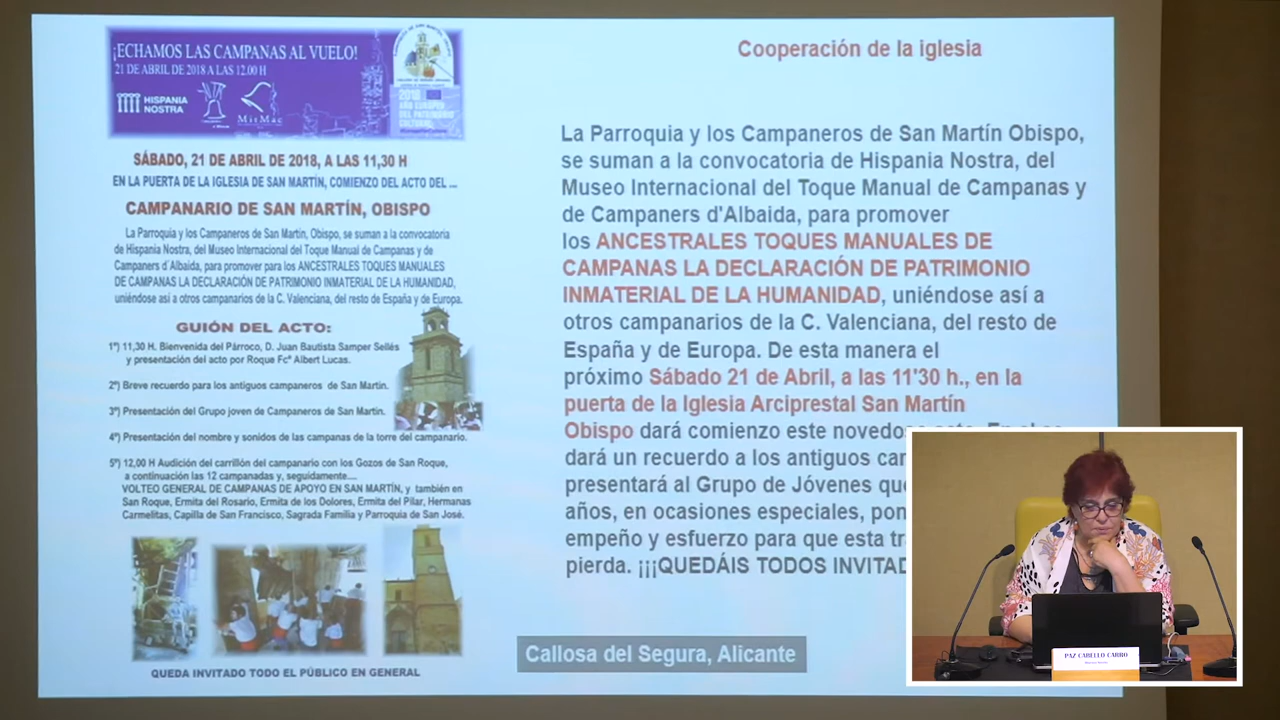 ¡ECHAMOS LAS CAMPANAS AL VUELO!
21 DE ABRIL DE 2018 A LAS 12.00 H
HISPANIA
NOSTRA
MisMac
2018
AÑO EUROPEO
DEL PATRIMONIO
CULTURAL
SÁBADO, 21 DE ABRIL DE 2018, A LAS 11,30 H
EN LA PUERTA DE LA IGLESIA DE SAN MARTÍN, COMIENZO DEL ACTO DEL ...
CAMPANARIO DE SAN MARTÍN, OBISPO
La Parroquia y los Campaneros de San Martín, Obispo, se suman a la convocatoria
de Hispania Nostra, del Museo Internacional del Toque Manual de Campanas y de
Campaners d´Albaida, para promover para los ANCESTRALES TOQUES MANUALES
DE CAMPANAS LA DECLARACIÓN DE PATRIMONIO INMATERIAL DE LA HUMANIDAD,
uniéndose así a otros campanarios de la C. Valenciana, del resto de España y de Europa.
GUIÓN DEL ACTO:
1º) 11,30 H. Bienvenida del Párroco, D. Juan Bautista Samper Sellés
y presentación del acto por Roque Fcº Albert Lucas.
2º) Breve recuerdo para los antiguos campaneros de San Martín.
3º) Presentación del Grupo joven de Campaneros de San Martín.
4º) Presentación del nombre y sonidos de las campanas de la torre del campanario.
5º) 12,00 H Audición del carrillón del campanario con los Gozos de San Roque,
a continuación las 12 campanadas y, seguidamente....
VOLTEO GENERAL DE CAMPANAS DE APOYO EN SAN MARTÍN, y también en
San Roque, Ermita del Rosario, Ermita de los Dolores, Ermita del Pilar, Hermanas
Carmelitas, Capilla de San Francisco, Sagrada Familia y Parroquia de San José.
QUEDA INVITADO TODO EL PÚBLICO EN GENERAL
Cooperación de la iglesia
La Parroquia y los Campaneros de San Martín Obispo,
se suman a la convocatoria de Hispania Nostra, del
Museo Internacional del Toque Manual de Campanas y
de Campaners d'Albaida, para promover
los ANCESTRALES TOQUES MANUALES DE
CAMPANAS LA DECLARACIÓN DE PATRIMONIO
INMATERIAL DE LA HUMANIDAD, uniéndose así a
otros campanarios de la C. Valenciana, del resto de
España y de Europa. De esta manera el
próximo Sábado 21 de Abril, a las 11'30 h., en la
puerta de la Iglesia Arciprestal San Martín
Obispo dará comienzo este
dará un recuerdo a los antiguos
presentará al Grupo de Jóvenes
años, en ocasiones especiales,
empeño y esfuerzo para que esta
pierda. ¡¡¡QUEDÁIS TODOS
Callosa del Segura, Alicante
PAZ CABELLO CARRO